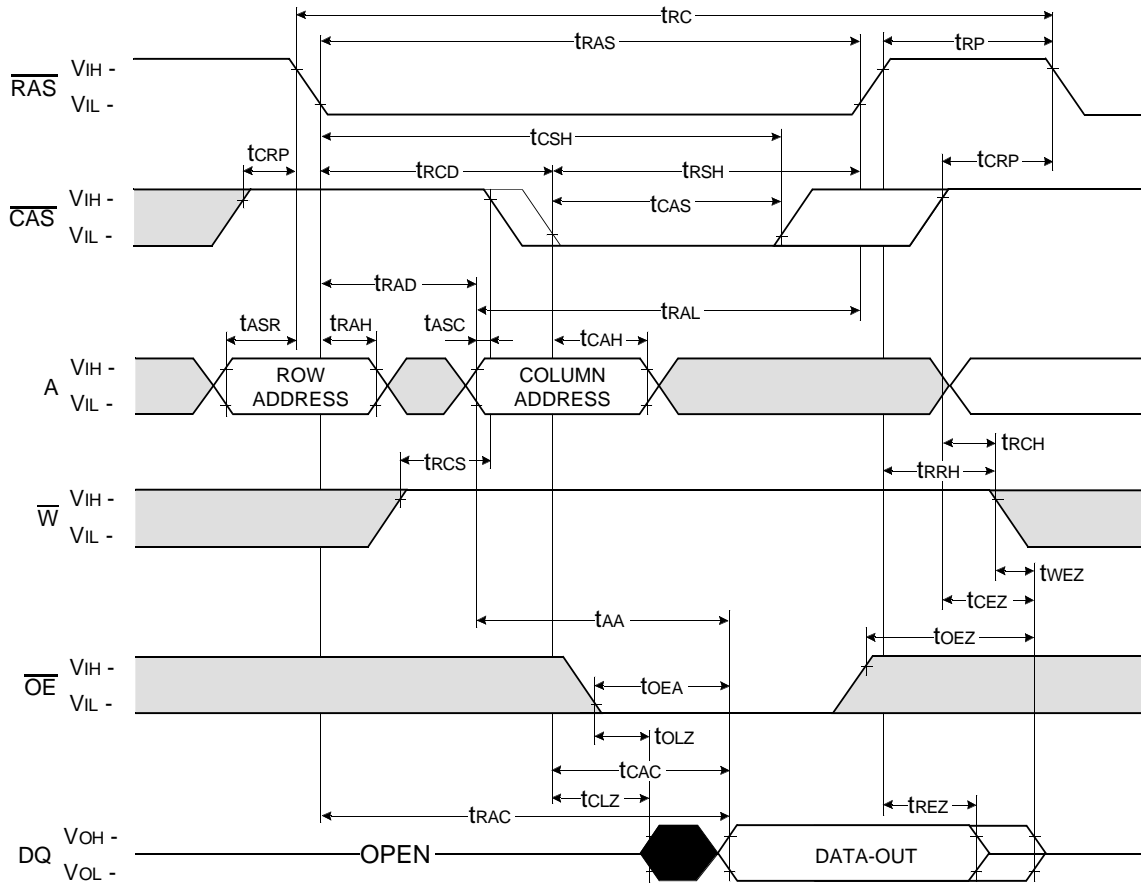 tRC
tRAS
tRP
RAS
VIH -
VIL -
tCSH
tCRP
tRCD
tRSH
tCRP
CAS
VIH -
VIL -
tCAS
tRAD
tRAL
tASR
tRAH
tASC
tCAH
A
VIH -
VIL -
ROW
ADDRESS
COLUMN
ADDRESS
tRCS
tRCH
tRRH
W
VIH -
VIL -
tWEZ
tCEZ
tAA
tOEZ
OE
VIH -
VIL -
tOEA
tOLZ
tCAC
tCLZ
tREZ
tRAC
DQ
VOH -
VOL -
OPEN
DATA-OUT